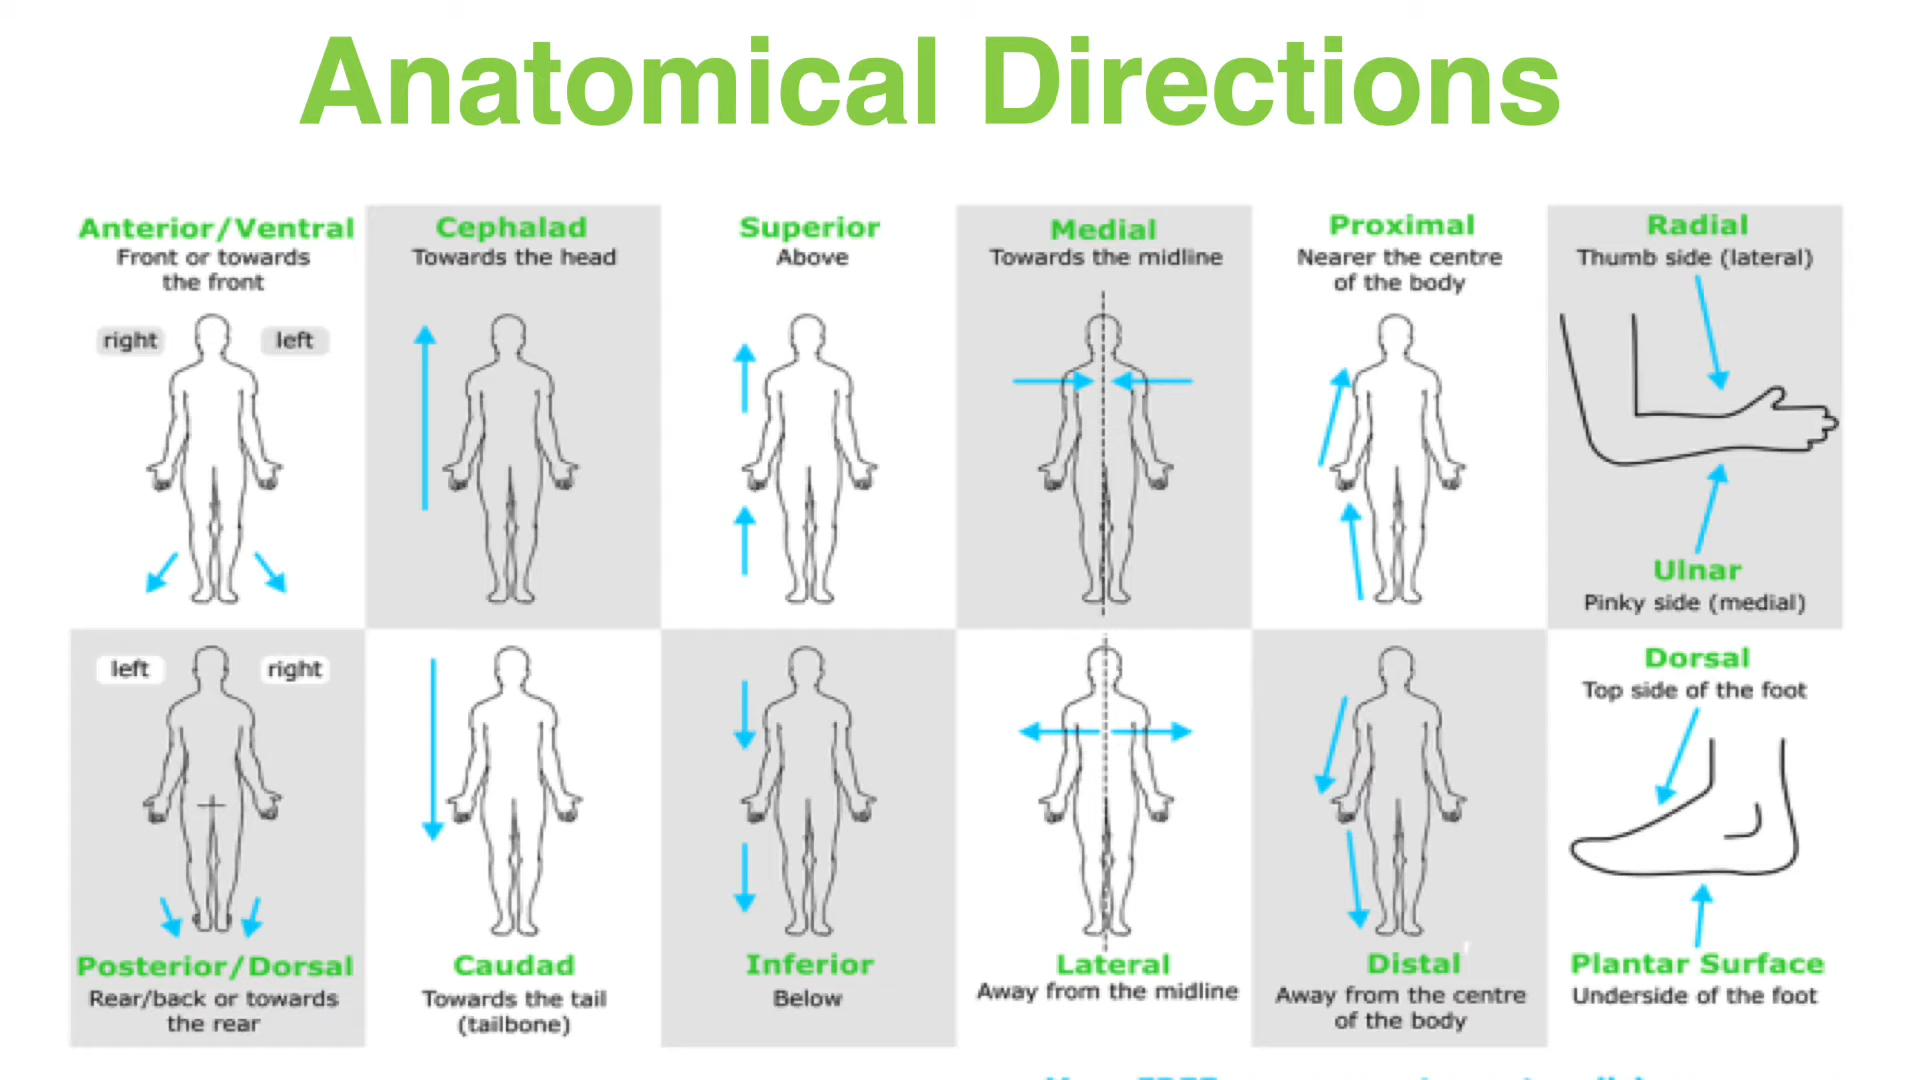 Anatomical Directions
Anterior/Ventral
Front or towards
the front
right
left
Cephalad
Towards the head
Superior
Above
Medial
Towards the midline
Proximal
Nearer the centre
of the body
Radial
Thumb side (lateral)
Ulnar
Pinky side (medial)
left
right
Posterior/Dorsal
Rear/back or towards
the rear
Caudad
Towards the tail
(tailbone)
Inferior
Below
Lateral
Away from the midline
Distal
Away from the centre
of the body
Dorsal
Top side of the foot
Plantar Surface
Underside of the foot